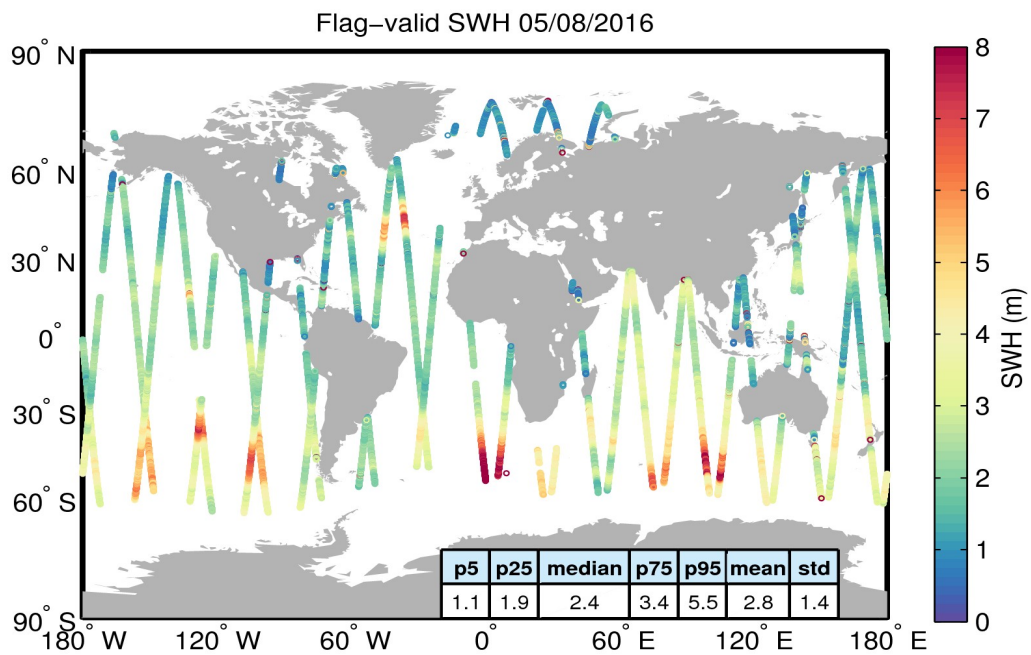 Flag−valid SWH 05/08/2016
90° N
60° N
30° N
0°
30° S
60° S
90° S
180° W
120° W
60° W
0°
60° E
120° E
180° E
p5 p25 median p75 p95 mean std
1.1 1.9 2.4 3.4 5.5 2.8 1.4
8
7
6
5
4
3
2
1
0
SWH (m)